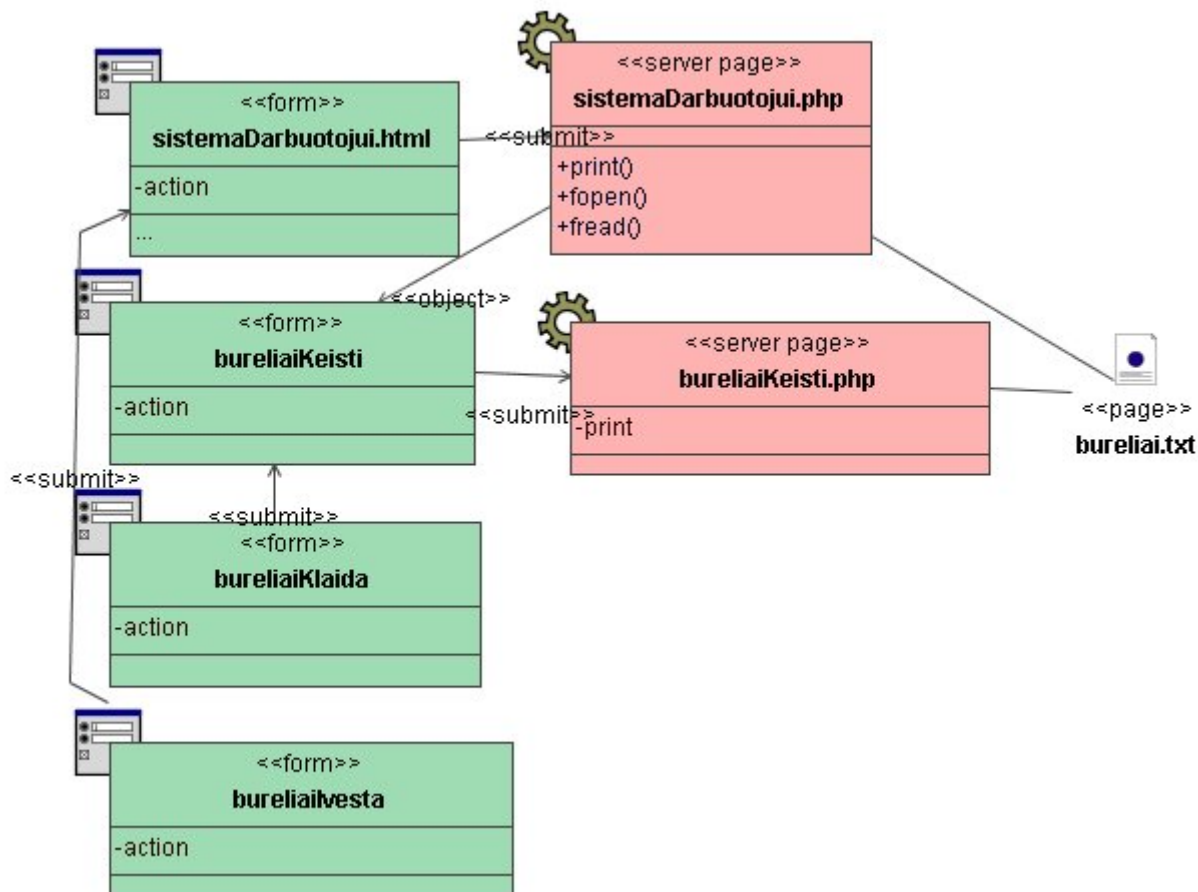 <<form>>
sistemaDarbuotojui.html
-action
...
<<submit>>
<<server page>>
sistemaDarbuotojui.php
+print()
+fopen()
+fread()
<<object>>
<<form>>
bureliaiKeisti
-action
<<submit>>
<<server page>>
bureliaiKeisti.php
-print
<<page>>
bureliai.txt
<<submit>>
<<submit>>
<<form>>
bureliaiKlaida
-action
<<form>>
bureliaiIvesta
-action